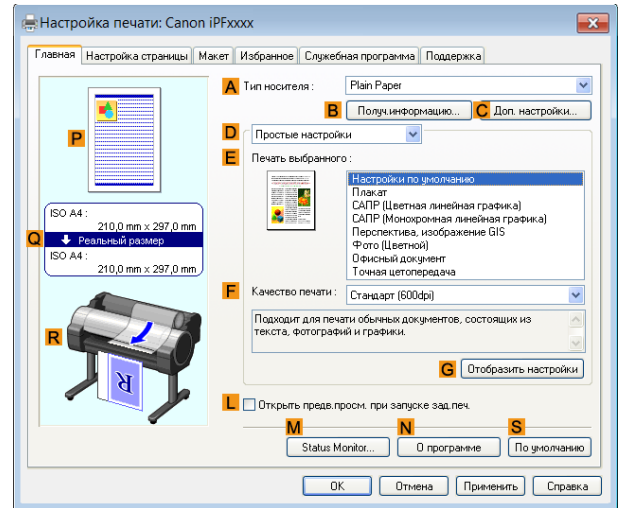 Настройка печати: Canon iPFxxxx
Главная Настройка страницы Макет Избранное Служебная программа Поддержка
A Тип носителя : Plain Paper
B Получ.информацию... C Доп. настройки...
D Простые настройки
E Печать выбранного :
Настройки по умолчанию
Плакат
САПР (Цветная линейная графика)
САПР (Монохромная линейная графика)
Перспектива, изображение GIS
Фото (Цветной)
Офисный документ
Точная цетопередача
F Качество печати : Стандарт (600dpi)
Подходит для печати обычных документов, состоящих из
текста, фотографий и графики.
G Отобразить настройки
P
ISO A4 :
210,0 mm x 297,0 mm
Q Реальный размер
ISO A4 :
210,0 mm x 297,0 mm
R
R
L Открыть предв.просм. при запуске зад.печ.
M N S
Status Monitor... О программе По умолчанию
OK Отмена Применить Справка